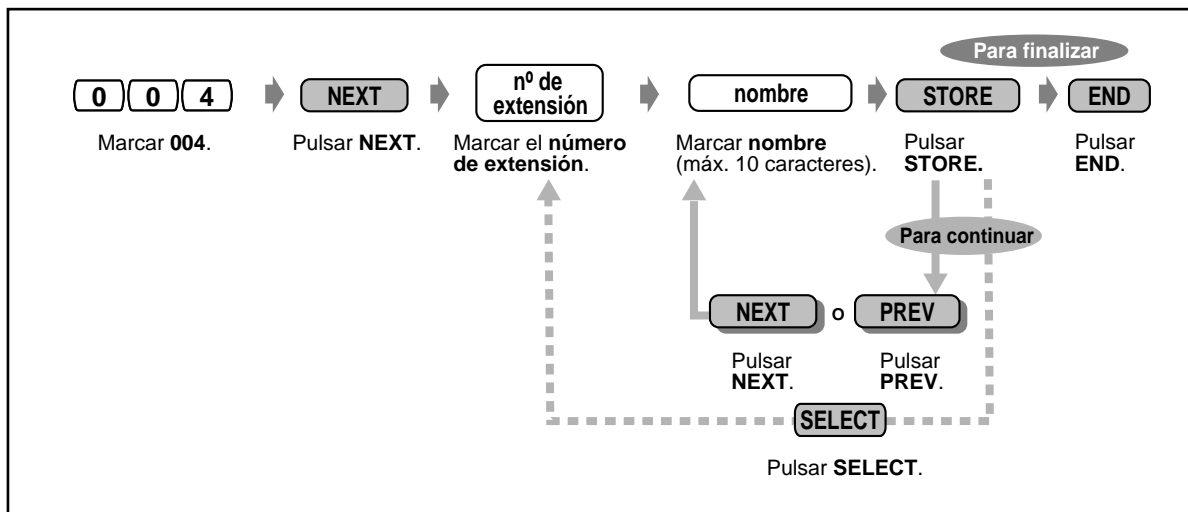 Para finalizar
0 0 4
NEXT
nº de
extensión
nombre
STORE
END
Marcar 004.
Pulsar NEXT.
Marcar el número
de extensión.
Marcar nombre
(máx. 10 caracteres).
Pulsar
STORE.
Pulsar
END.
Para continuar
NEXT o PREV
Pulsar
NEXT.
Pulsar
PREV.
SELECT
Pulsar SELECT.